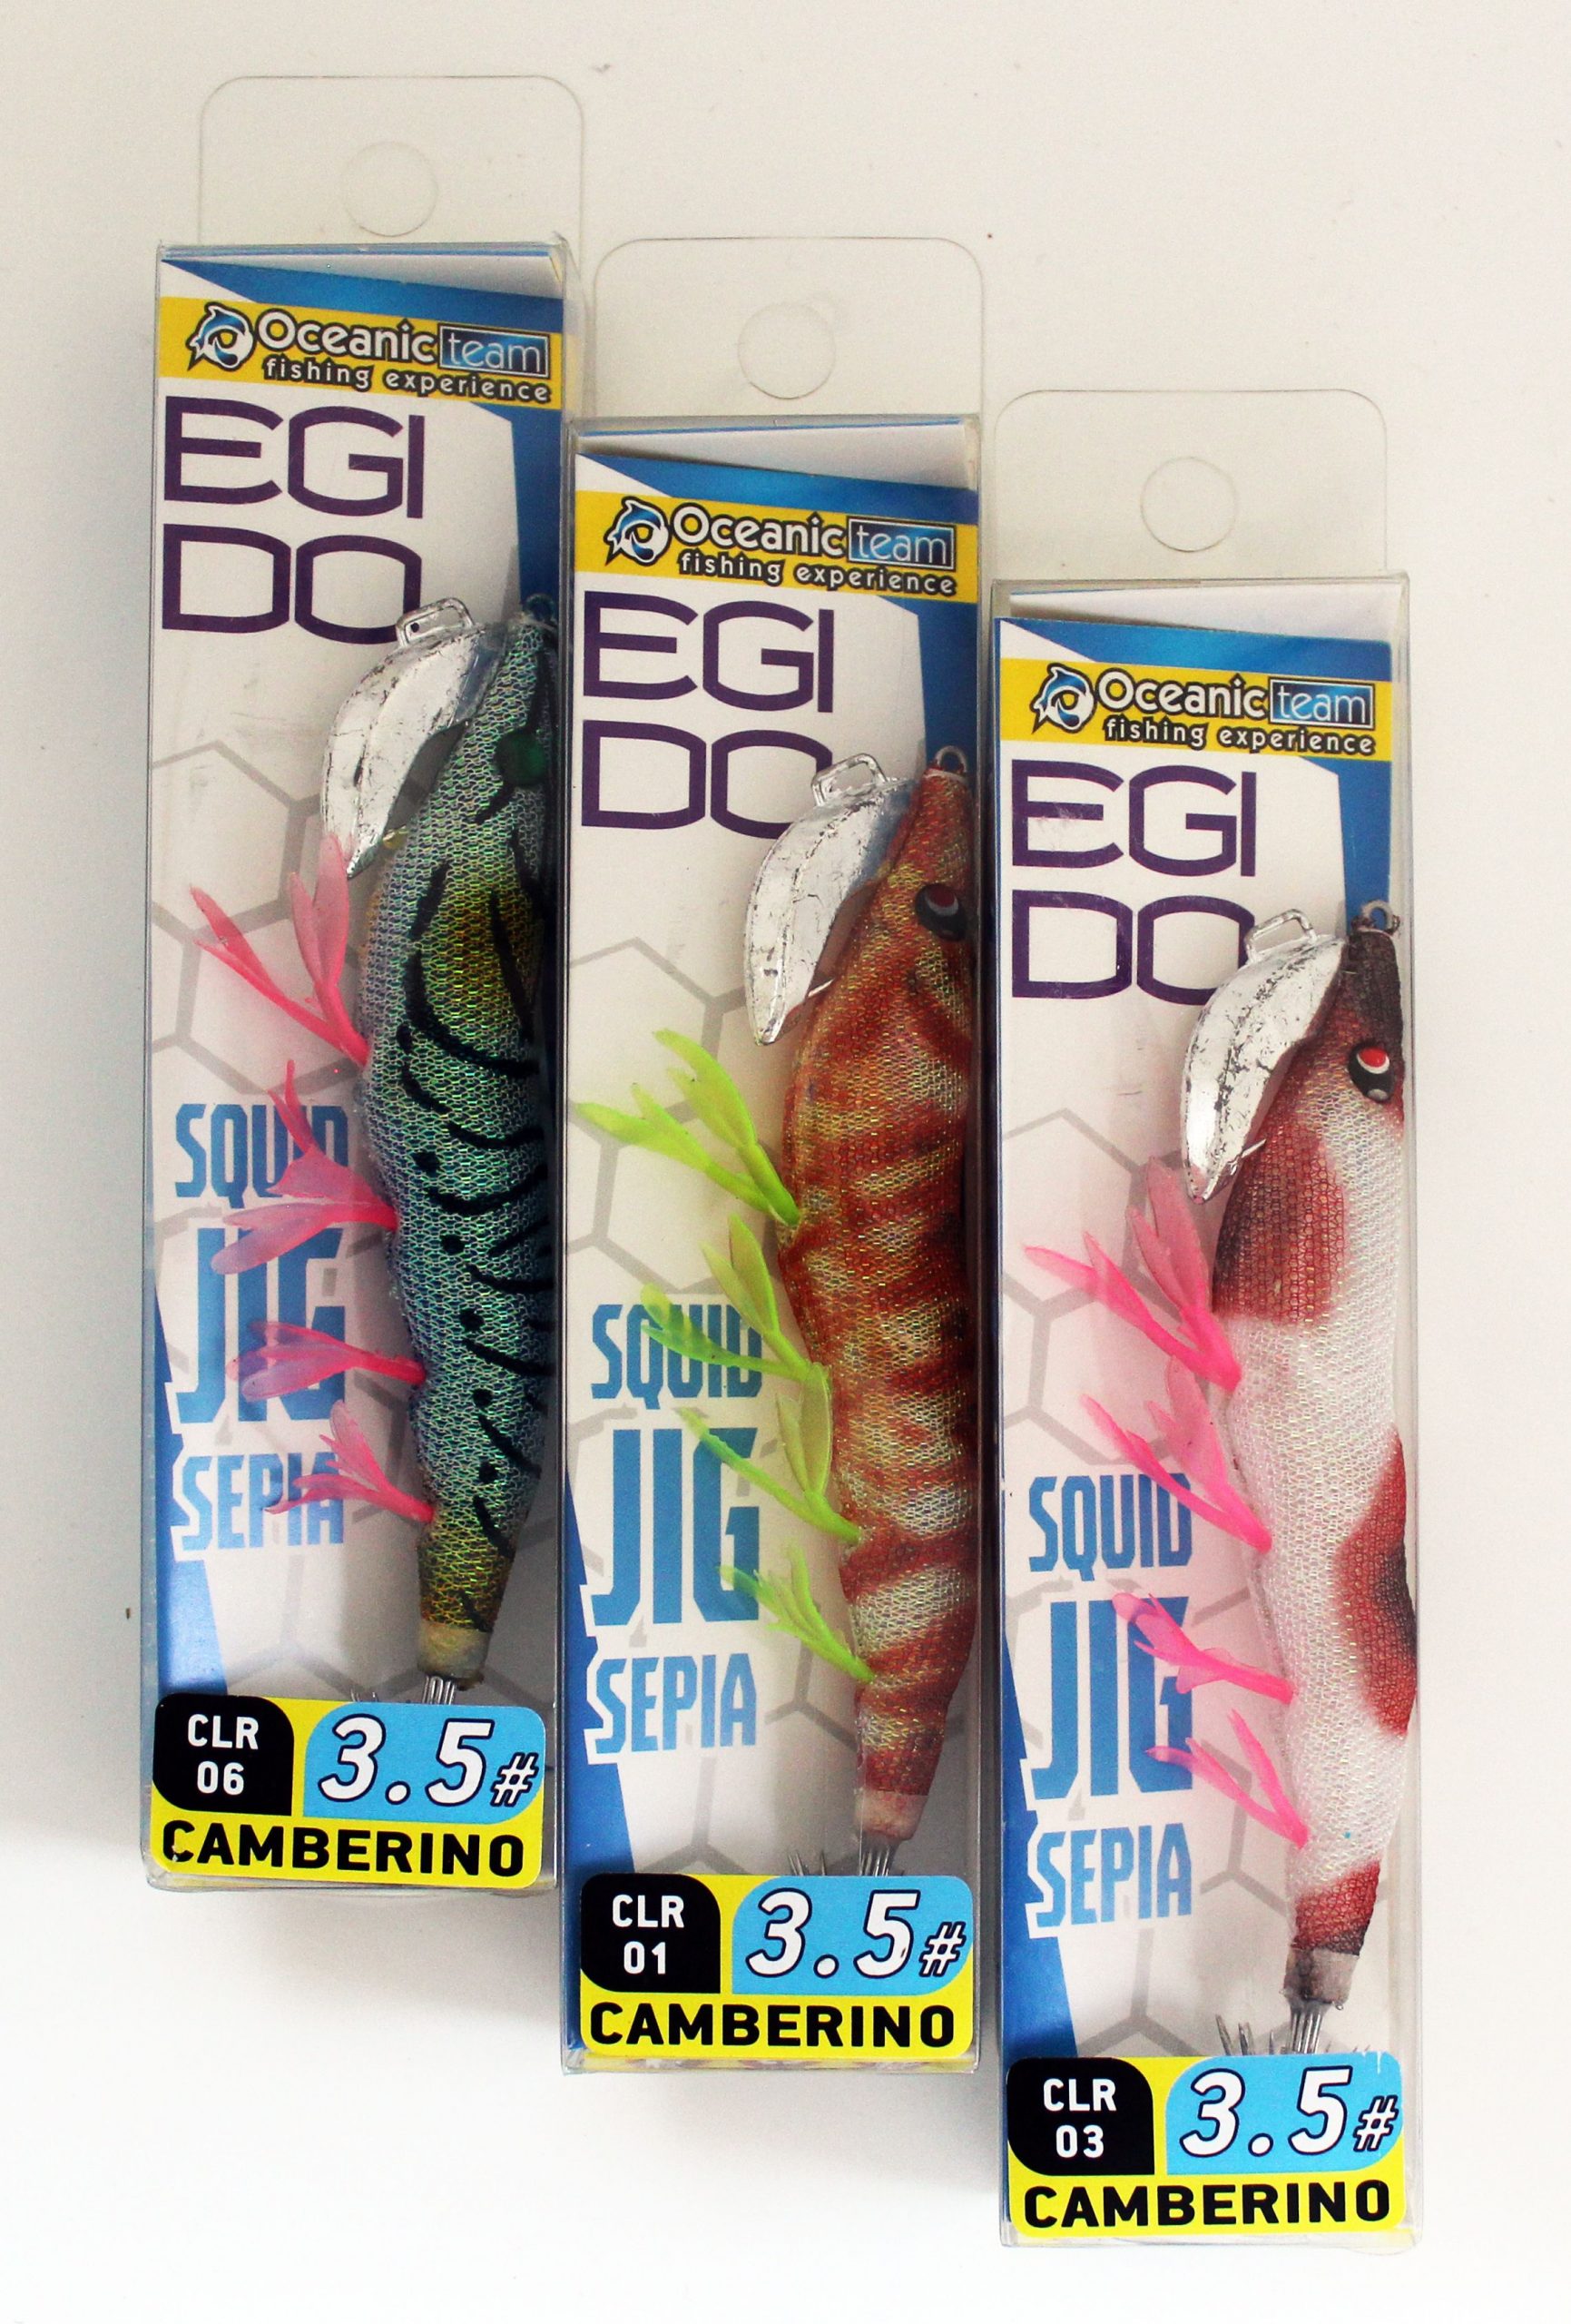 Oceanic team
fishing experience
EGI
DO
SQUID
JIG
SEPIA
CLR
06
3.5#
CAMBERINO
Oceanic team
fishing experience
EGI
DO
SQUID
JIG
SEPIA
CLR
01
3.5#
CAMBERINO
Oceanic team
fishing experience
EGI
DO
SQUID
JIG
SEPIA
CLR
03
3.5#
CAMBERINO